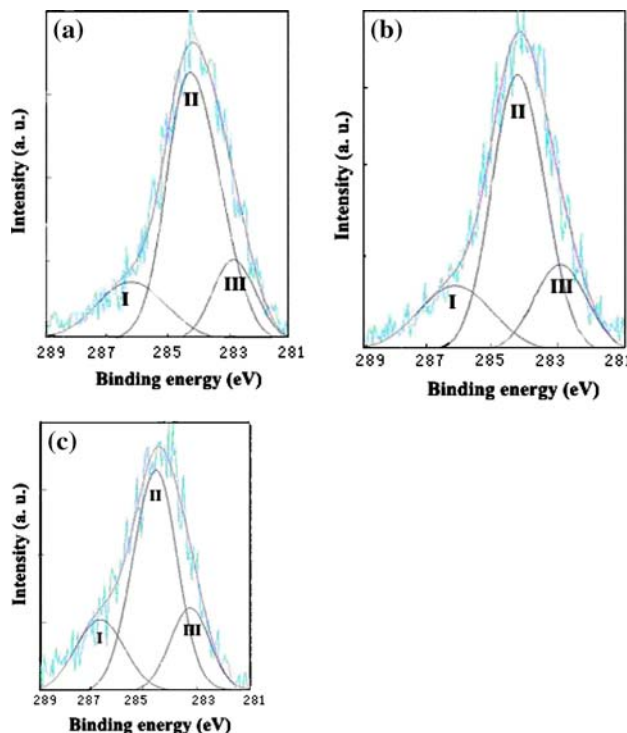 (a)
II
I
III
Intensity (a. u.)
289 287 285 283 281
Binding energy (eV)
(b)
II
I
III
Intensity (a. u.)
289 287 285 283 281
Binding energy (eV)
(c)
II
I
III
Intensity (a. u.)
289 287 285 283 281
Binding energy (eV)